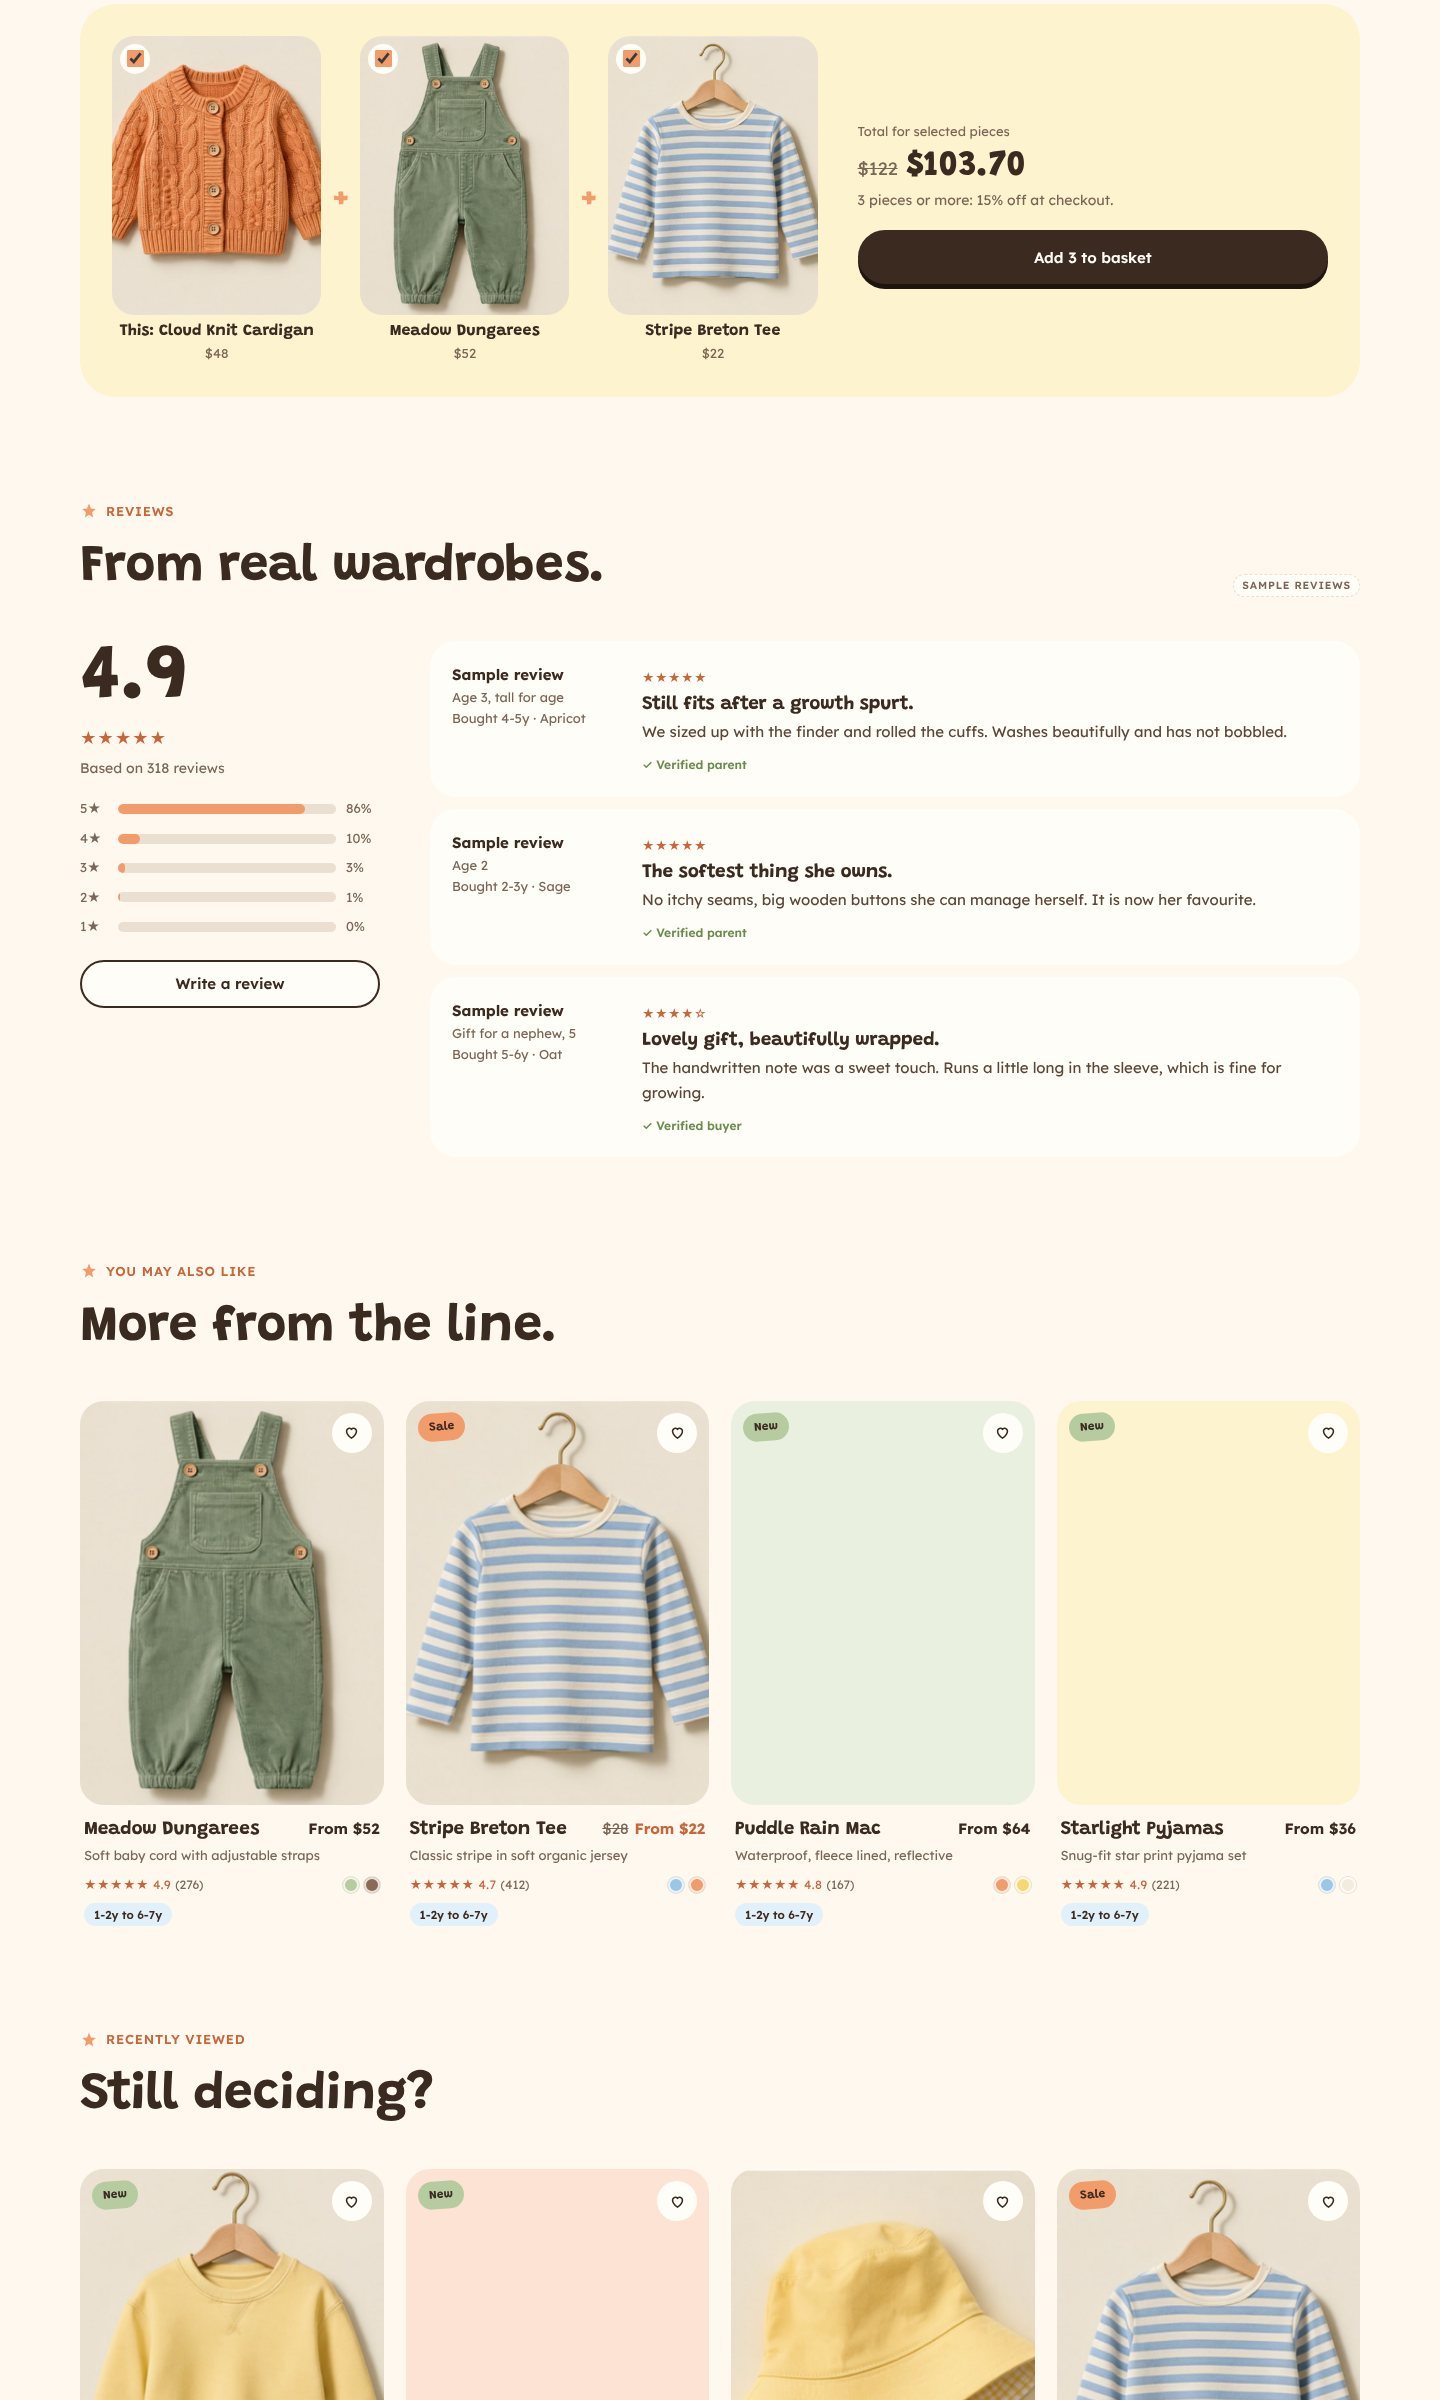 This: Cloud Knit Cardigan
$48
Meadow Dungarees
$52
Stripe Breton Tee
$22
Total for selected pieces
$122 $103.70
3 pieces or more: 15% off at checkout.
Add 3 to basket
REVIEWS
From real wardrobes.
SAMPLE REVIEWS
4.9
★★★★★
Based on 318 reviews
5★ 86%
4★ 10%
3★ 3%
2★ 1%
1★ 0%
Write a review
Sample review
Age 3, tall for age
Bought 4-5y · Apricot
★★★★★
Still fits after a growth spurt.
We sized up with the finder and rolled the cuffs. Washes beautifully and has not bobbled.
✓ Verified parent
Sample review
Age 2
Bought 2-3y · Sage
★★★★★
The softest thing she owns.
No itchy seams, big wooden buttons she can manage herself. It is now her favourite.
✓ Verified parent
Sample review
Gift for a nephew, 5
Bought 5-6y · Oat
★★★★☆
Lovely gift, beautifully wrapped.
The handwritten note was a sweet touch. Runs a little long in the sleeve, which is fine for
growing.
✓ Verified buyer
YOU MAY ALSO LIKE
More from the line.
Meadow Dungarees From $52
Soft baby cord with adjustable straps
★★★★★ 4.9 (276)
1-2y to 6-7y
Sale
Stripe Breton Tee $28 From $22
Classic stripe in soft organic jersey
★★★★★ 4.7 (412)
1-2y to 6-7y
New
Puddle Rain Mac From $64
Waterproof, fleece lined, reflective
★★★★★ 4.8 (167)
1-2y to 6-7y
New
Starlight Pyjamas From $36
Snug-fit star print pyjama set
★★★★★ 4.9 (221)
1-2y to 6-7y
RECENTLY VIEWED
Still deciding?
New
New
Sale